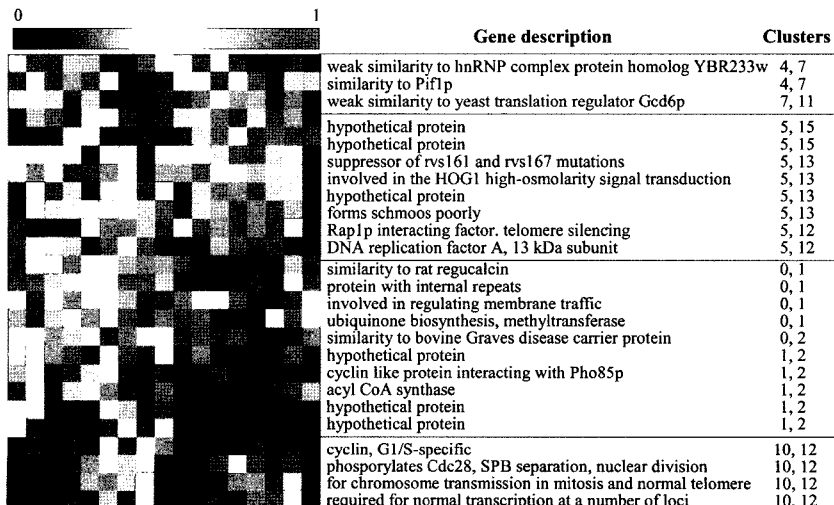 0 1
Gene description Clusters
weak similarity to hnRNP complex protein homolog YBR233w 4, 7
similarity to Pif1p 4, 7
weak similarity to yeast translation regulator Gcd6p 7, 11
hypothetical protein 5, 15
hypothetical protein 5, 15
suppressor of rvs161 and rvs167 mutations 5, 13
involved in the HOG1 high-osmolarity signal transduction 5, 13
hypothetical protein 5, 13
forms schmoos poorly 5, 13
Rap1p interacting factor. telomere silencing 5, 12
DNA replication factor A, 13 kDa subunit 5, 12
similarity to rat regucalcin 0, 1
protein with internal repeats 0, 1
involved in regulating membrane traffic 0, 1
ubiquinone biosynthesis, methyltransferase 0, 1
similarity to bovine Graves disease carrier protein 0, 2
hypothetical protein 1, 2
cyclin like protein interacting with Pho85p 1, 2
acyl CoA synthase 1, 2
hypothetical protein 1, 2
hypothetical protein 1, 2
cyclin, G1/S-specific 10, 12
phosporylates Cdc28, SPB separation, nuclear division 10, 12
for chromosome transmission in mitosis and normal telomere 10, 12
required for normal transcription at a number of loci 10, 12